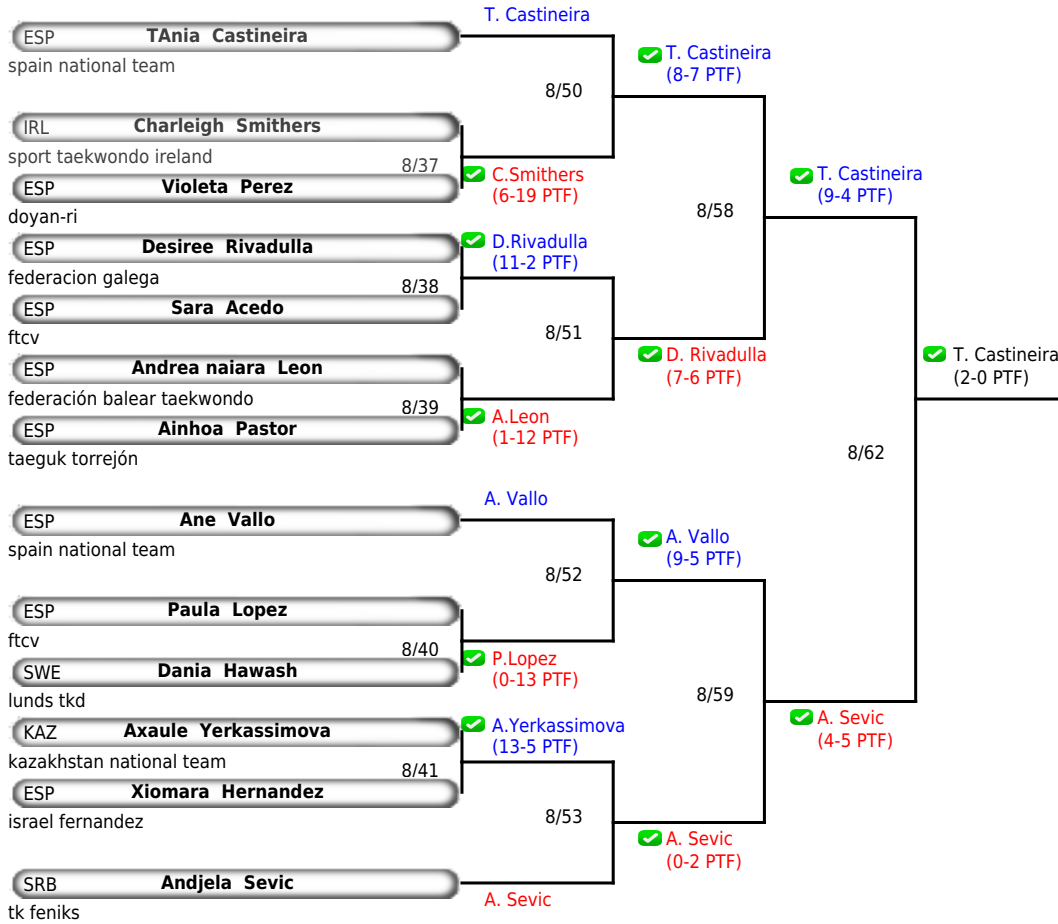 T. Castineira
ESP TAnia Castineira
spain national team
T. Castineira
(8-7 PTF)
8/50
IRL Charleigh Smithers
sport taekwondo ireland
8/37
C.Smithers
(6-19 PTF)
ESP Violeta Perez
doyan-ri
T. Castineira
(9-4 PTF)
8/58
ESP Desiree Rivadulla
D.Rivadulla
(11-2 PTF)
federacion galega
8/38
ESP Sara Acedo
ftcv
8/51
D. Rivadulla
(7-6 PTF)
T. Castineira
(2-0 PTF)
ESP Andrea naiara Leon
federación balear taekwondo
8/39
A.Leon
(1-12 PTF)
ESP Ainhoa Pastor
taeguk torrejón
8/62
A. Vallo
ESP Ane Vallo
spain national team
A. Vallo
(9-5 PTF)
8/52
ESP Paula Lopez
ftcv
8/40
P.Lopez
(0-13 PTF)
SWE Dania Hawash
lunds tkd
8/59
A. Sevic
(4-5 PTF)
KAZ Axaule Yerkassimova
A.Yerkassimova
(13-5 PTF)
kazakhstan national team
8/41
ESP Xiomara Hernandez
israel fernandez
8/53
A. Sevic
(0-2 PTF)
SRB Andjela Sevic
A. Sevic
tk feniks